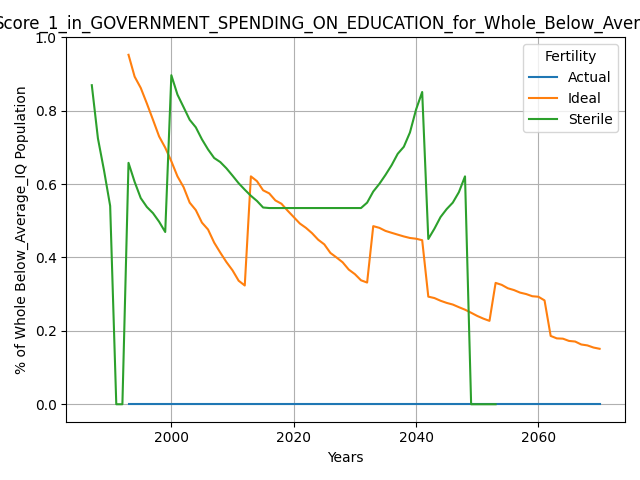 Score_1_in_GOVERNMENT_SPENDING_ON_EDUCATION_for_Whole_Below_Aver
% of Whole Below_Average_IQ Population
1.0
0.8
0.6
0.4
0.2
0.0
Fertility
Actual
Ideal
Sterile
2000
2020
2040
2060
Years